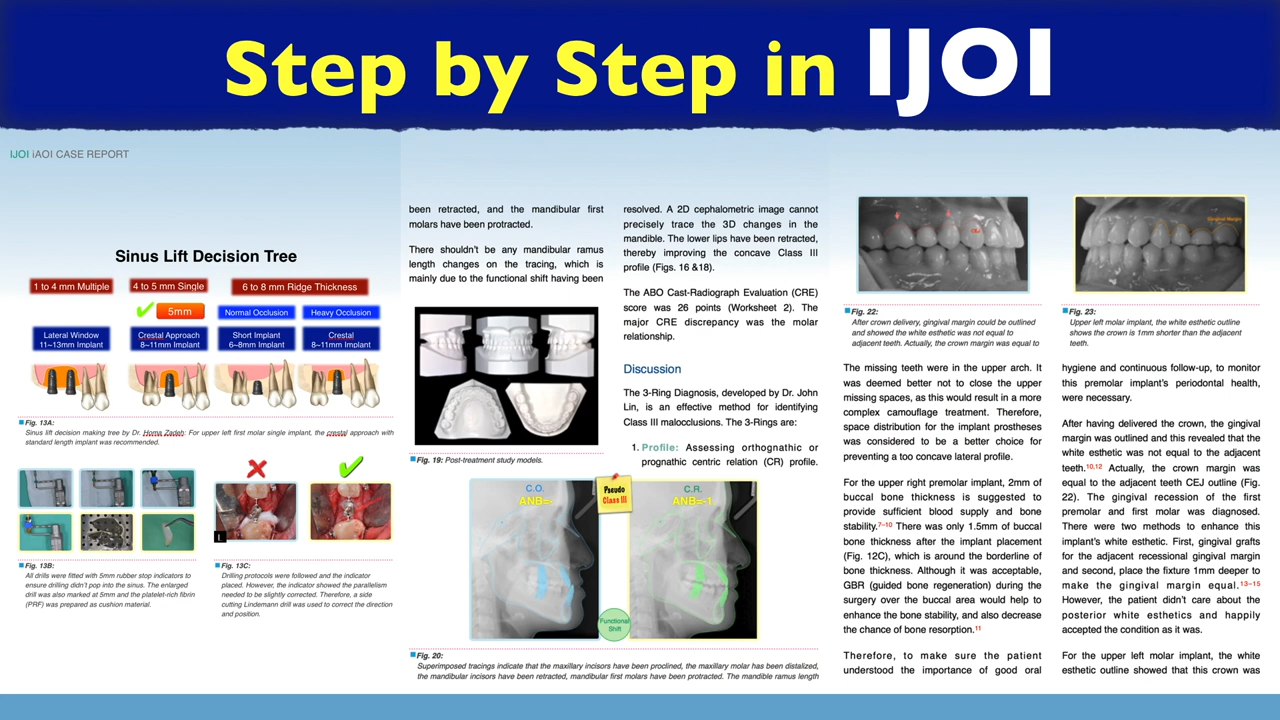 Step by Step in IJOI
IJOI iAOI CASE REPORT
Sinus Lift Decision Tree
1 to 4 mm Multiple
4 to 5 mm Single
6 to 8 mm Ridge Thickness
5mm
Normal Occlusion
Heavy Occlusion
Lateral Window
11~13mm Implant
Crestal Approach
8~11mm Implant
Short Implant
6~8mm Implant
Crestal
8~11mm Implant
Fig. 13A:
Sinus lift decision making tree by Dr. Homa Zadeh: For upper left first molar single implant, the crestal approach with
standard length implant was recommended.
Fig. 13B:
All drills were fitted with 5mm rubber stop indicators to
ensure drilling didn't pop into the sinus. The enlarged
drill was also marked at 5mm and the platelet-rich fibrin
(PRF) was prepared as cushion material.
Fig. 13C:
Drilling protocols were followed and the indicator
placed. However, the indicator showed the parallelism
needed to be slightly corrected. Therefore, a side
cutting Lindemann drill was used to correct the direction
and position.
been retracted, and the mandibular first
molars have been protracted.
There shouldn't be any mandibular ramus
length changes on the tracing, which is
mainly due to the functional shift having been
Fig. 19: Post-treatment study models.
resolved. A 2D cephalometric image cannot
precisely trace the 3D changes in the
mandible. The lower lips have been retracted,
thereby improving the concave Class III
profile (Figs. 16 &18).
The ABO Cast-Radiograph Evaluation (CRE)
score was 26 points (Worksheet 2). The
major CRE discrepancy was the molar
relationship.
Discussion
The 3-Ring Diagnosis, developed by Dr. John
Lin, is an effective method for identifying
Class III malocclusions. The 3-Rings are:
1. Profile: Assessing orthognathic or
prognathic centric relation (CR) profile.
C.O.
ANB=-
Pseudo
Class III
C.R.
ANB=-1
Functional
Shift
Fig. 20:
Superimposed tracings indicate that the maxillary incisors have been proclined, the maxillary molar has been distalized,
the mandibular incisors have been retracted, mandibular first molars have been protracted. The mandible ramus length
CEJ
Fig. 22:
After crown delivery, gingival margin could be outlined
and showed the white esthetic was not equal to
adjacent teeth. Actually, the crown margin was equal to
The missing teeth were in the upper arch. It
was deemed better not to close the upper
missing spaces, as this would result in a more
complex camouflage treatment. Therefore,
space distribution for the implant prostheses
was considered to be a better choice for
preventing a too concave lateral profile.
For the upper right premolar implant, 2mm of
buccal bone thickness is suggested to
provide sufficient blood supply and bone
stability.7-10 There was only 1.5mm of buccal
bone thickness after the implant placement
(Fig. 12C), which is around the borderline of
bone thickness. Although it was acceptable,
GBR (guided bone regeneration) during the
surgery over the buccal area would help to
enhance the bone stability, and also decrease
the chance of bone resorption.11
Therefore, to make sure the patient
understood the importance of good oral
Gingival Margin
Fig. 23:
Upper left molar implant, the white esthetic outline
shows the crown is 1mm shorter than the adjacent
teeth.
hygiene and continuous follow-up, to monitor
this premolar implant's periodontal health,
were necessary.
After having delivered the crown, the gingival
margin was outlined and this revealed that the
white esthetic was not equal to the adjacent
teeth.10,12 Actually, the crown margin was
equal to the adjacent teeth CEJ outline (Fig.
22). The gingival recession of the first
premolar and first molar was diagnosed.
There were two methods to enhance this
implant's white esthetic. First, gingival grafts
for the adjacent recessional gingival margin
and second, place the fixture 1mm deeper to
make the gingival margin equal.13-15
However, the patient didn't care about the
posterior white esthetics and happily
accepted the condition as it was.
For the upper left molar implant, the white
esthetic outline showed that this crown was